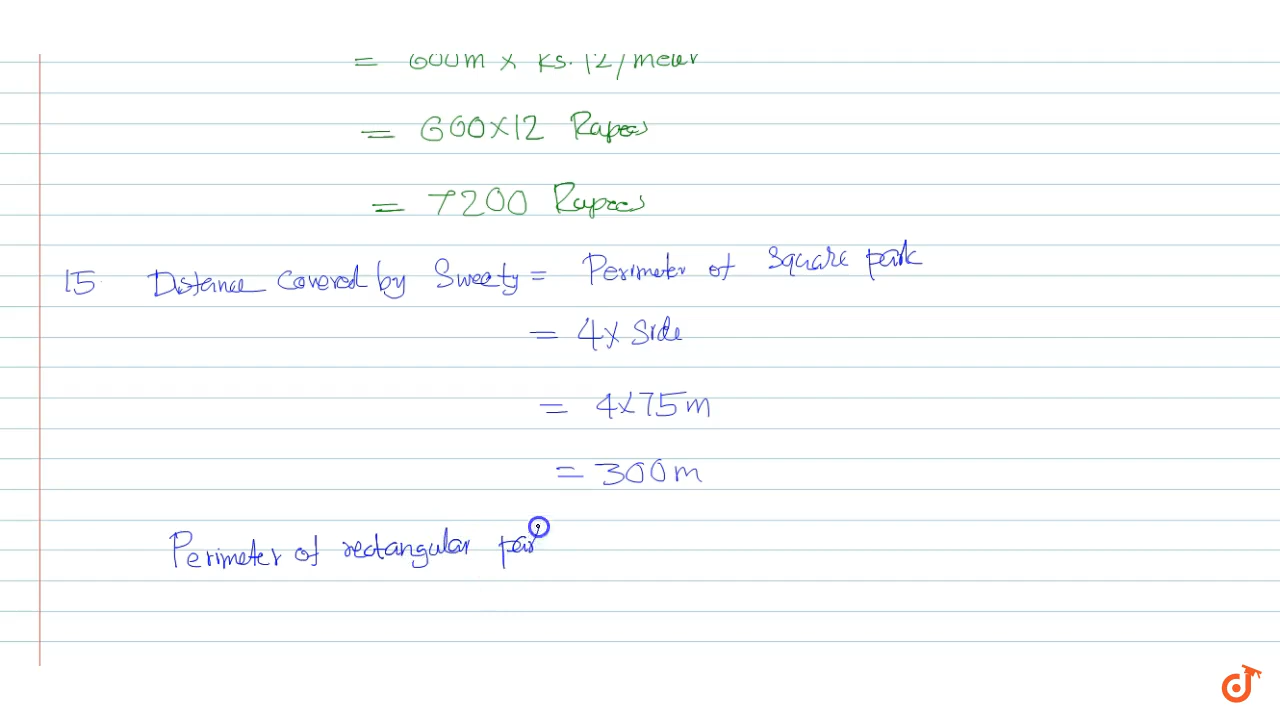 = 600m x Rs. 12/meter
= 600x12 Rupees
= 7200 Rupees
15. Distance covered by Sweety = Perimeter of square park
= 4x side
= 4x75m
= 300m
Perimeter of rectangular par